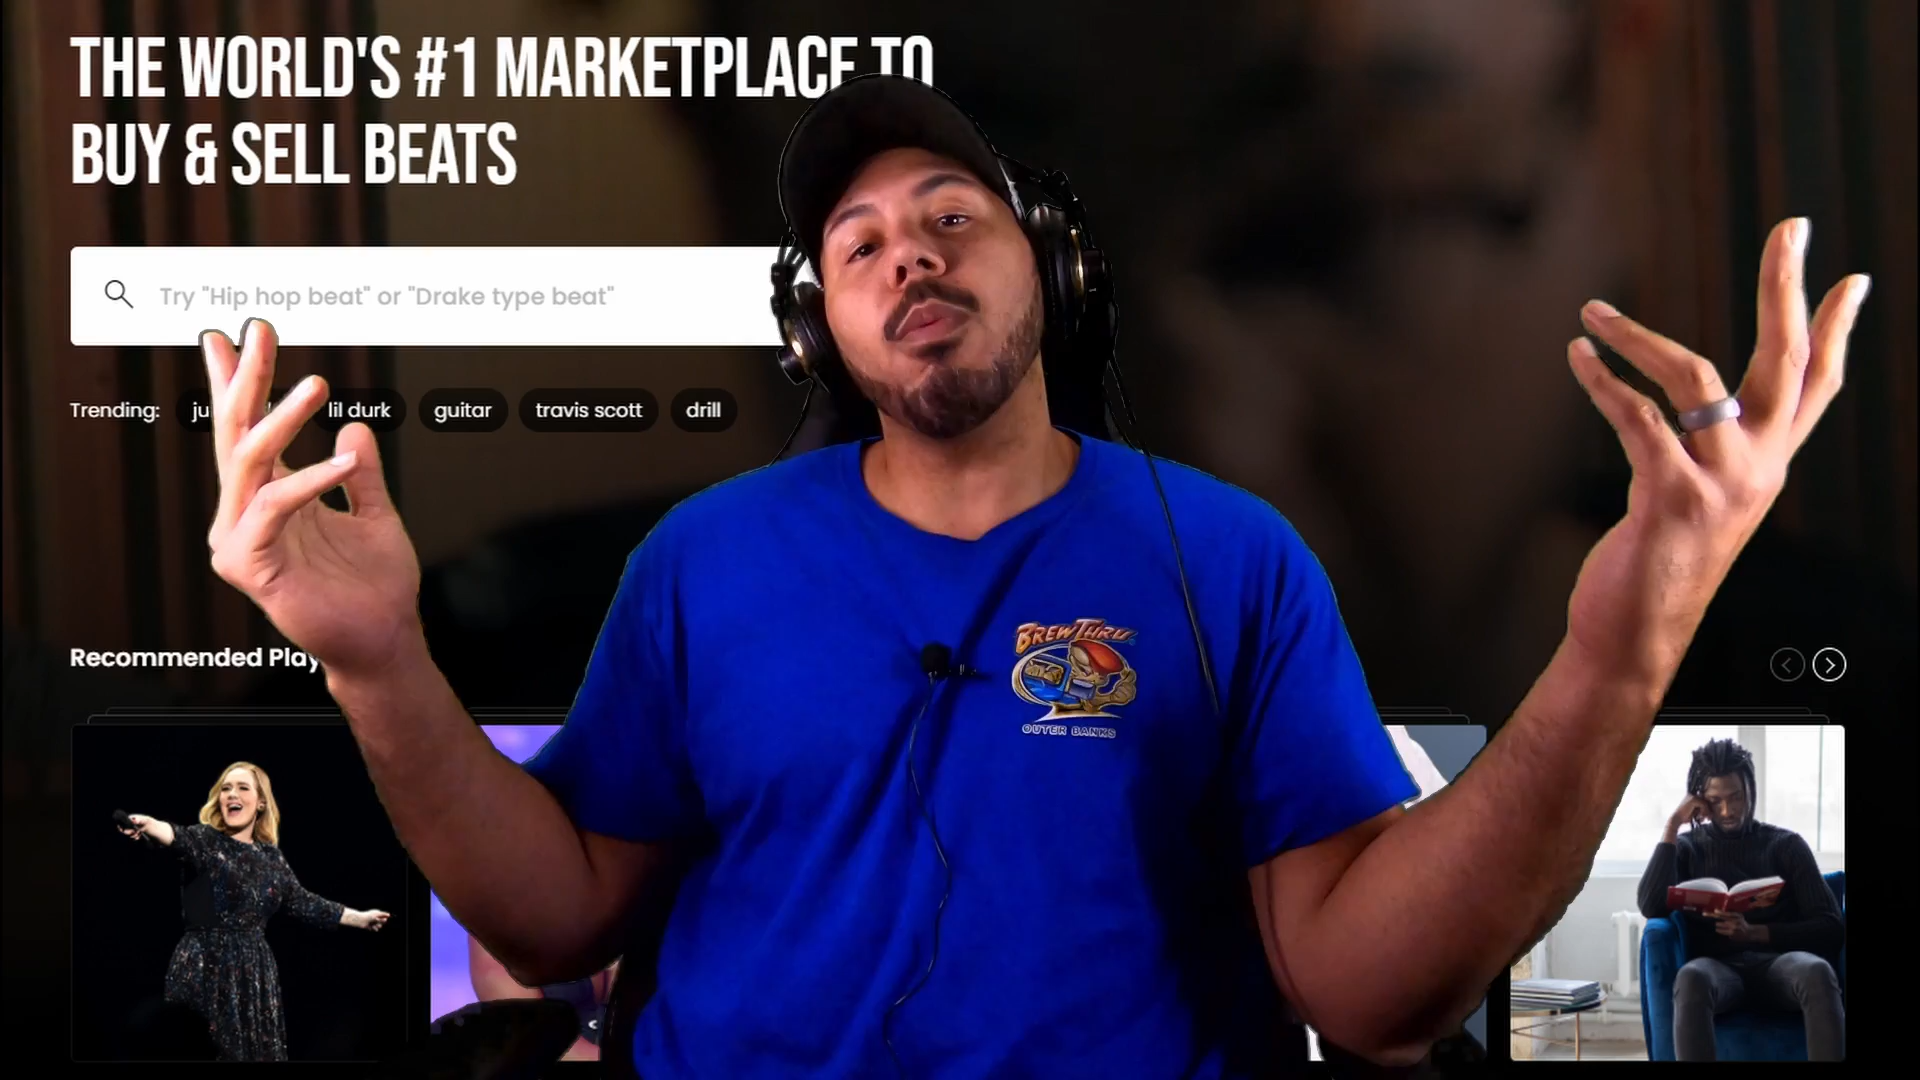 THE WORLD'S #1 MARKETPLACE TO
BUY & SELL BEATS
Try "Hip hop beat" or "Drake type beat"
Trending:
lil durk
guitar
travis scott
drill
Recommended
BREW THRU
OUTER BANKS